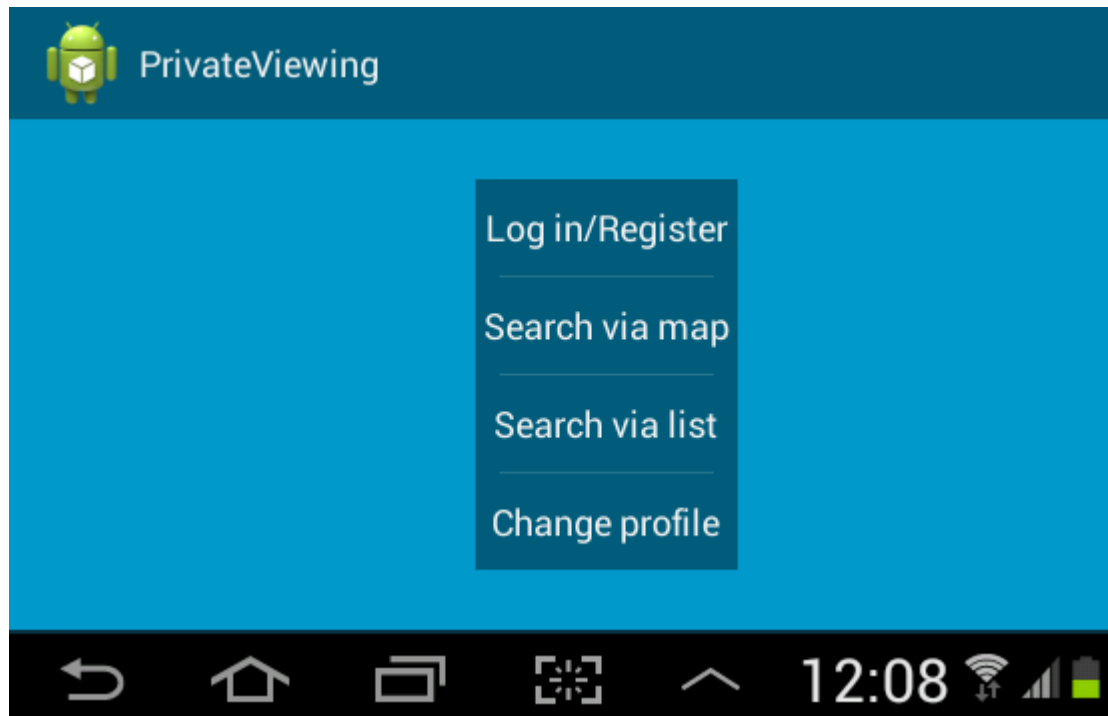 PrivateViewing
Log in/Register
Search via map
Search via list
Change profile
12:08